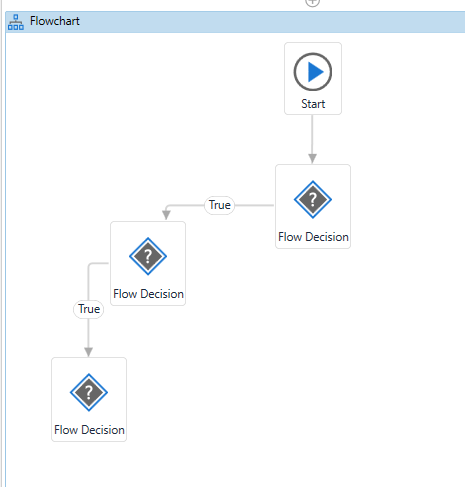 Flowchart
Start
True
Flow Decision
Flow Decision
True
Flow Decision